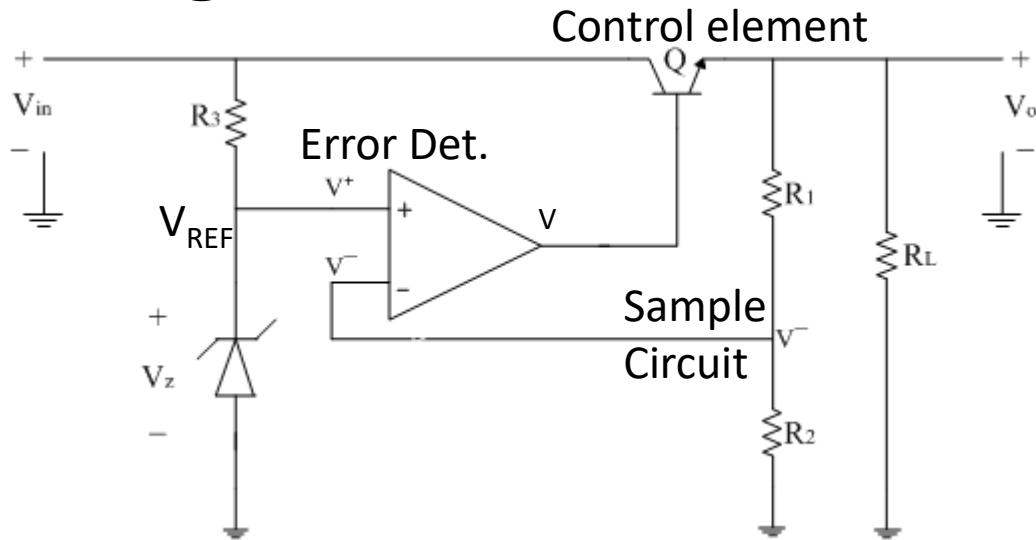 Control element
+
Q
+
Vin
R3
Vo
−
Error Det.
−
V+
+
R1
VREF
V
RL
V−
−
+
Sample
V−
Circuit
Vz
R2
−